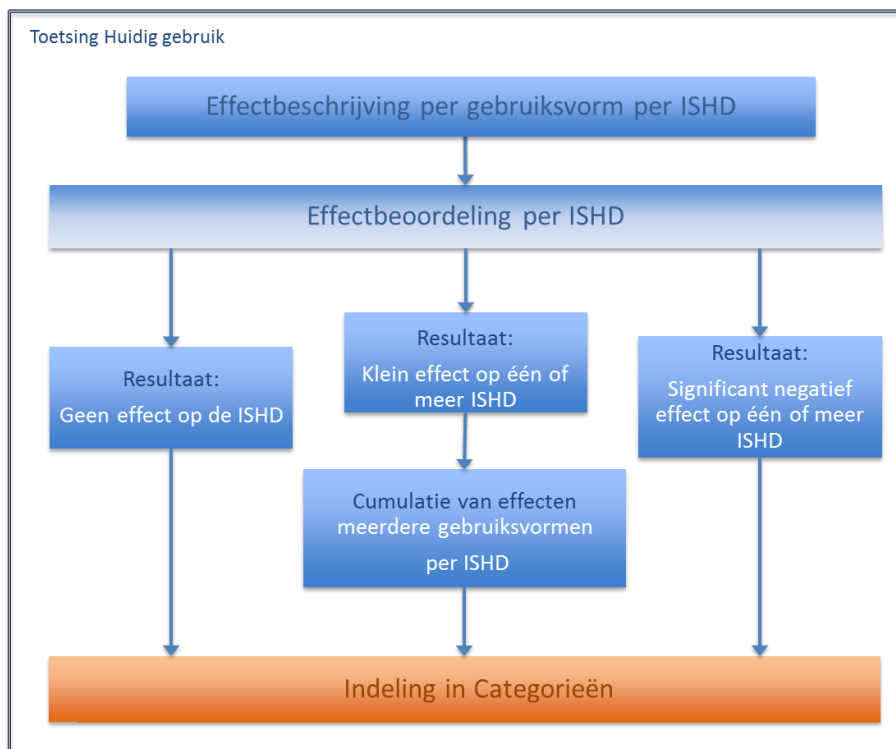 Toetsing Huidig gebruik
Effectbeschrijving per gebruiksvorm per ISHD
Effectbeoordeling per ISHD
Resultaat:
Geen effect op de ISHD
Resultaat:
Klein effect op één of
meer ISHD
Resultaat:
Significant negatief
effect op één of meer
ISHD
Cumulatie van effecten
meerdere gebruiksvormen
per ISHD
Indeling in Categorieën